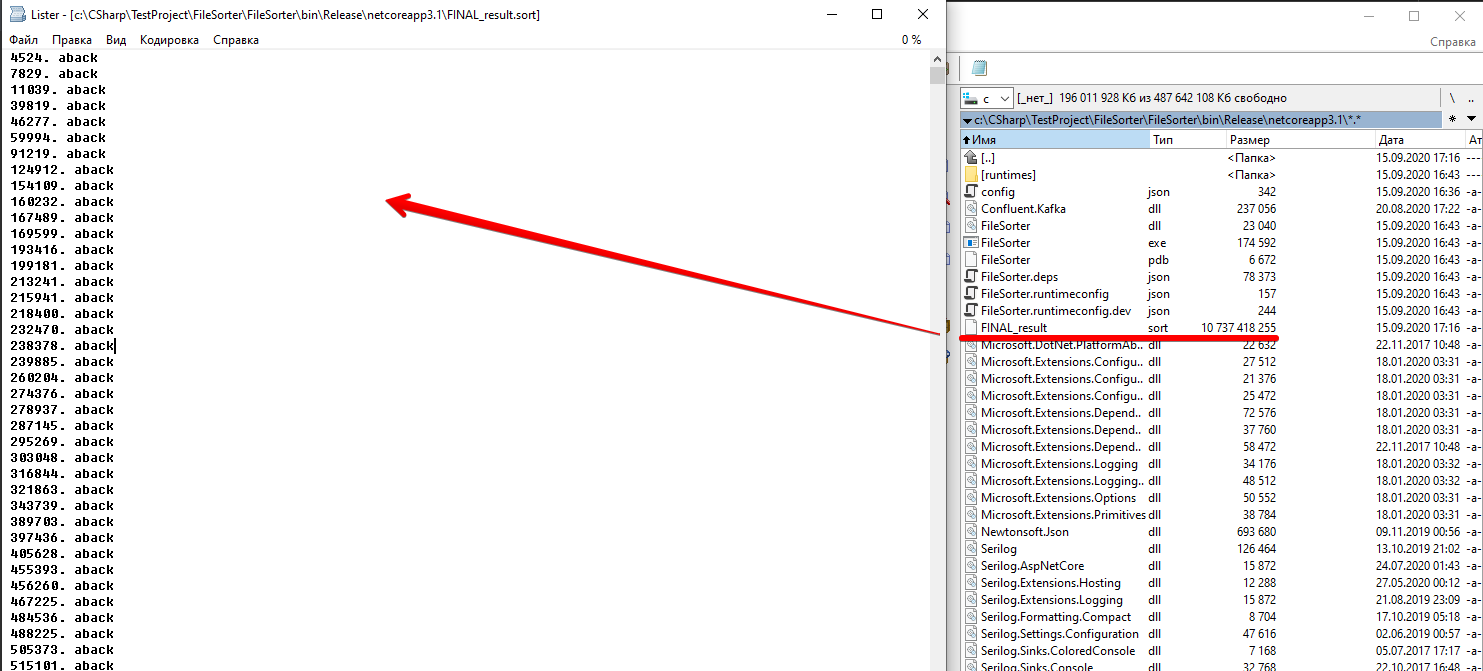 Lister - [c:\CSharp\TestProject\FileSorter\FileSorter\bin\Release\netcoreapp3.1\FINAL_result.sort]
Файл Правка Вид Кодировка Справка 0 %
4524. aback
7829. aback
11039. aback
39819. aback
46277. aback
59994. aback
91219. aback
124912. aback
154109. aback
160232. aback
167489. aback
169599. aback
193416. aback
199181. aback
213241. aback
215941. aback
218400. aback
232470. aback
238378. aback
239885. aback
260204. aback
274376. aback
278937. aback
287145. aback
295269. aback
303048. aback
316844. aback
321863. aback
343739. aback
389703. aback
397436. aback
405628. aback
455393. aback
456260. aback
467225. aback
484536. aback
488225. aback
505373. aback
515101. aback
Справка
c [_нет_] 196 011 928 Кб из 487 642 108 Кб свободно \ ..
c:\CSharp\TestProject\FileSorter\FileSorter\bin\Release\netcoreapp3.1\*.* *
Имя Тип Размер Дата Ат
[..] <Папка> 15.09.2020 17:16 ---
[runtimes] <Папка> 15.09.2020 16:43 ---
config json 342 15.09.2020 16:36 -a-
Confluent.Kafka dll 237 056 20.08.2020 17:22 -a-
FileSorter dll 23 040 15.09.2020 16:43 -a-
FileSorter exe 174 592 15.09.2020 16:43 -a-
FileSorter pdb 6 672 15.09.2020 16:43 -a-
FileSorter.deps json 78 373 15.09.2020 16:43 -a-
FileSorter.runtimeconfig json 157 15.09.2020 16:43 -a-
FileSorter.runtimeconfig.dev json 244 15.09.2020 16:43 -a-
FINAL_result sort 10 737 418 255 15.09.2020 17:16 -a-
Microsoft.DotNet.PlatformAb.. dll 22 632 22.11.2017 10:48 -a-
Microsoft.Extensions.Configu.. dll 27 512 18.01.2020 03:31 -a-
Microsoft.Extensions.Configu.. dll 21 376 18.01.2020 03:31 -a-
Microsoft.Extensions.Configu.. dll 25 472 18.01.2020 03:31 -a-
Microsoft.Extensions.Depend.. dll 72 576 18.01.2020 03:31 -a-
Microsoft.Extensions.Depend.. dll 37 760 18.01.2020 03:31 -a-
Microsoft.Extensions.Depend.. dll 58 472 22.11.2017 10:48 -a-
Microsoft.Extensions.Logging dll 34 176 18.01.2020 03:32 -a-
Microsoft.Extensions.Logging.. dll 48 512 18.01.2020 03:32 -a-
Microsoft.Extensions.Options dll 50 552 18.01.2020 03:31 -a-
Microsoft.Extensions.Primitives dll 38 784 18.01.2020 03:31 -a-
Newtonsoft.Json dll 693 680 09.11.2019 00:56 -a-
Serilog dll 126 464 13.10.2019 21:02 -a-
Serilog.AspNetCore dll 15 872 24.07.2020 01:43 -a-
Serilog.Extensions.Hosting dll 12 288 27.05.2020 00:12 -a-
Serilog.Extensions.Logging dll 15 872 21.08.2019 23:09 -a-
Serilog.Formatting.Compact dll 8 704 17.10.2019 05:18 -a-
Serilog.Settings.Configuration dll 47 616 02.06.2019 00:57 -a-
Serilog.Sinks.ColoredConsole dll 7 168 05.07.2017 17:17 -a-
Serilog.Sinks.Console dll 32 768 22.10.2017 16:48 -a-